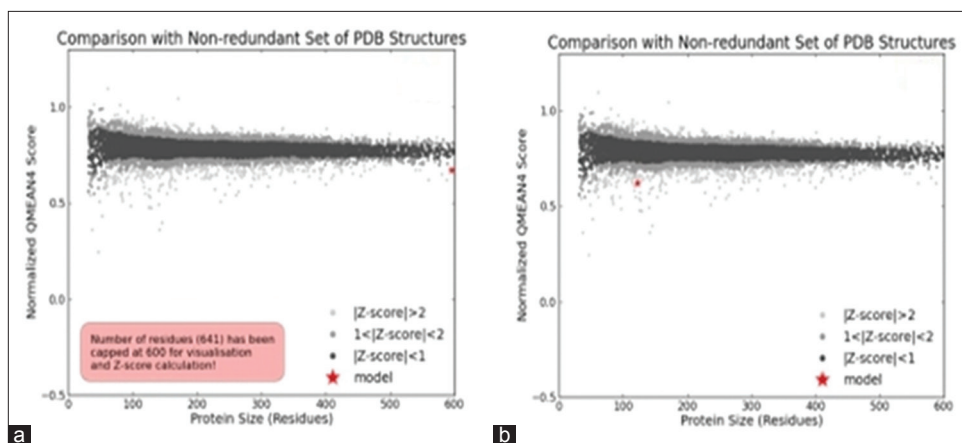 Comparison with Non-redundant Set of PDB Structures
Normalized QMEAN4 Score
1.0
0.5
0.0
−0.5
Number of residues (641) has been
capped at 600 for visualisation
and Z-score calculation!
|Z-score|>2
1<|Z-score|<2
|Z-score|<1
model
0 100 200 300 400 500 600
Protein Size (Residues)
a
Comparison with Non-redundant Set of PDB Structures
Normalized QMEAN4 Score
1.0
0.5
0.0
−0.5
|Z-score|>2
1<|Z-score|<2
|Z-score|<1
model
0 100 200 300 400 500 600
Protein Size (Residues)
b